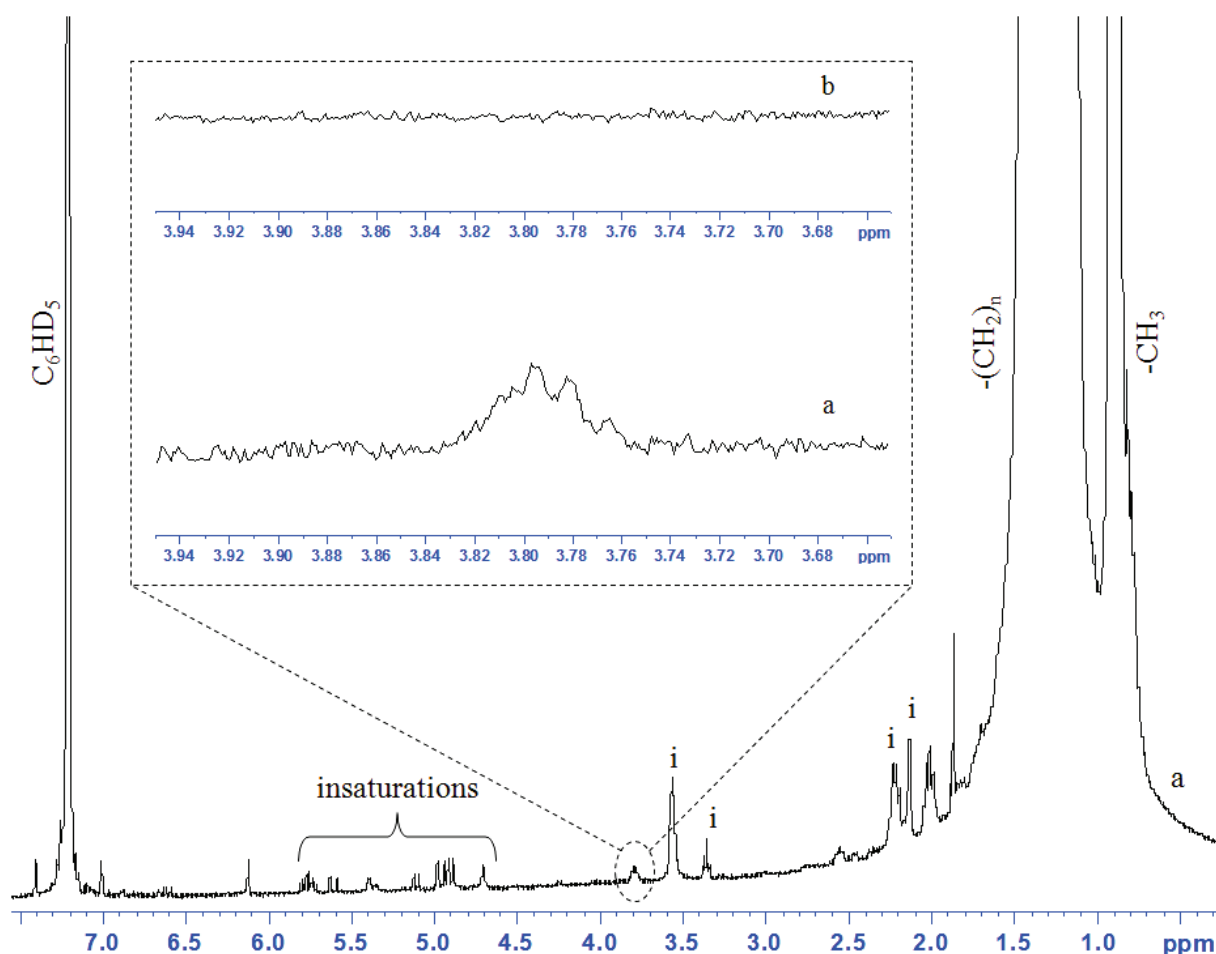 b
3.94 3.92 3.90 3.88 3.86 3.84 3.82 3.80 3.78 3.76 3.74 3.72 3.70 3.68 ppm
a
3.94 3.92 3.90 3.88 3.86 3.84 3.82 3.80 3.78 3.76 3.74 3.72 3.70 3.68 ppm
C₆HD₅
-(CH₂)ₙ
-CH₃
insaturations
i
i
i
i
a
7.0 6.5 6.0 5.5 5.0 4.5 4.0 3.5 3.0 2.5 2.0 1.5 1.0 ppm